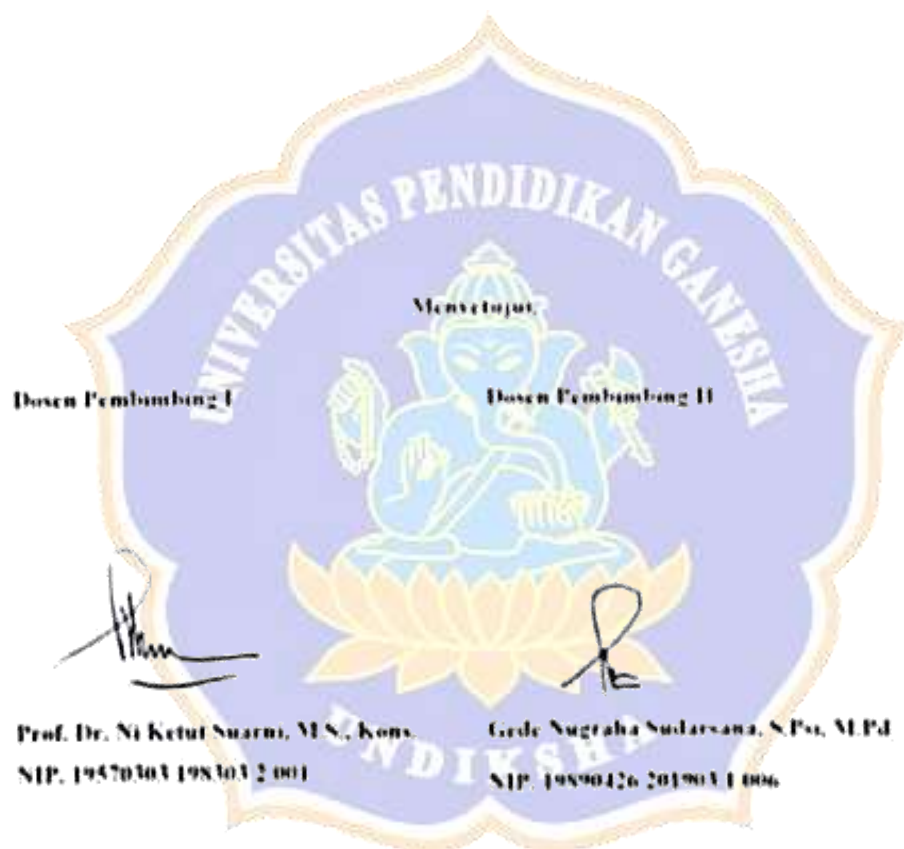 UNIVERSITAS PENDIDIKAN GANESHA
Menyetujui,
Dosen Pembimbing I
Dosen Pembimbing II
Prof. Dr. Ni Ketut Suarni, M.S., Kons.
Gede Nugraha Sudarsana, S.Psi, M.Pd
NIP. 19570303 198303 2 001
NIP. 19890426 201903 1 006
UNDIKSHA